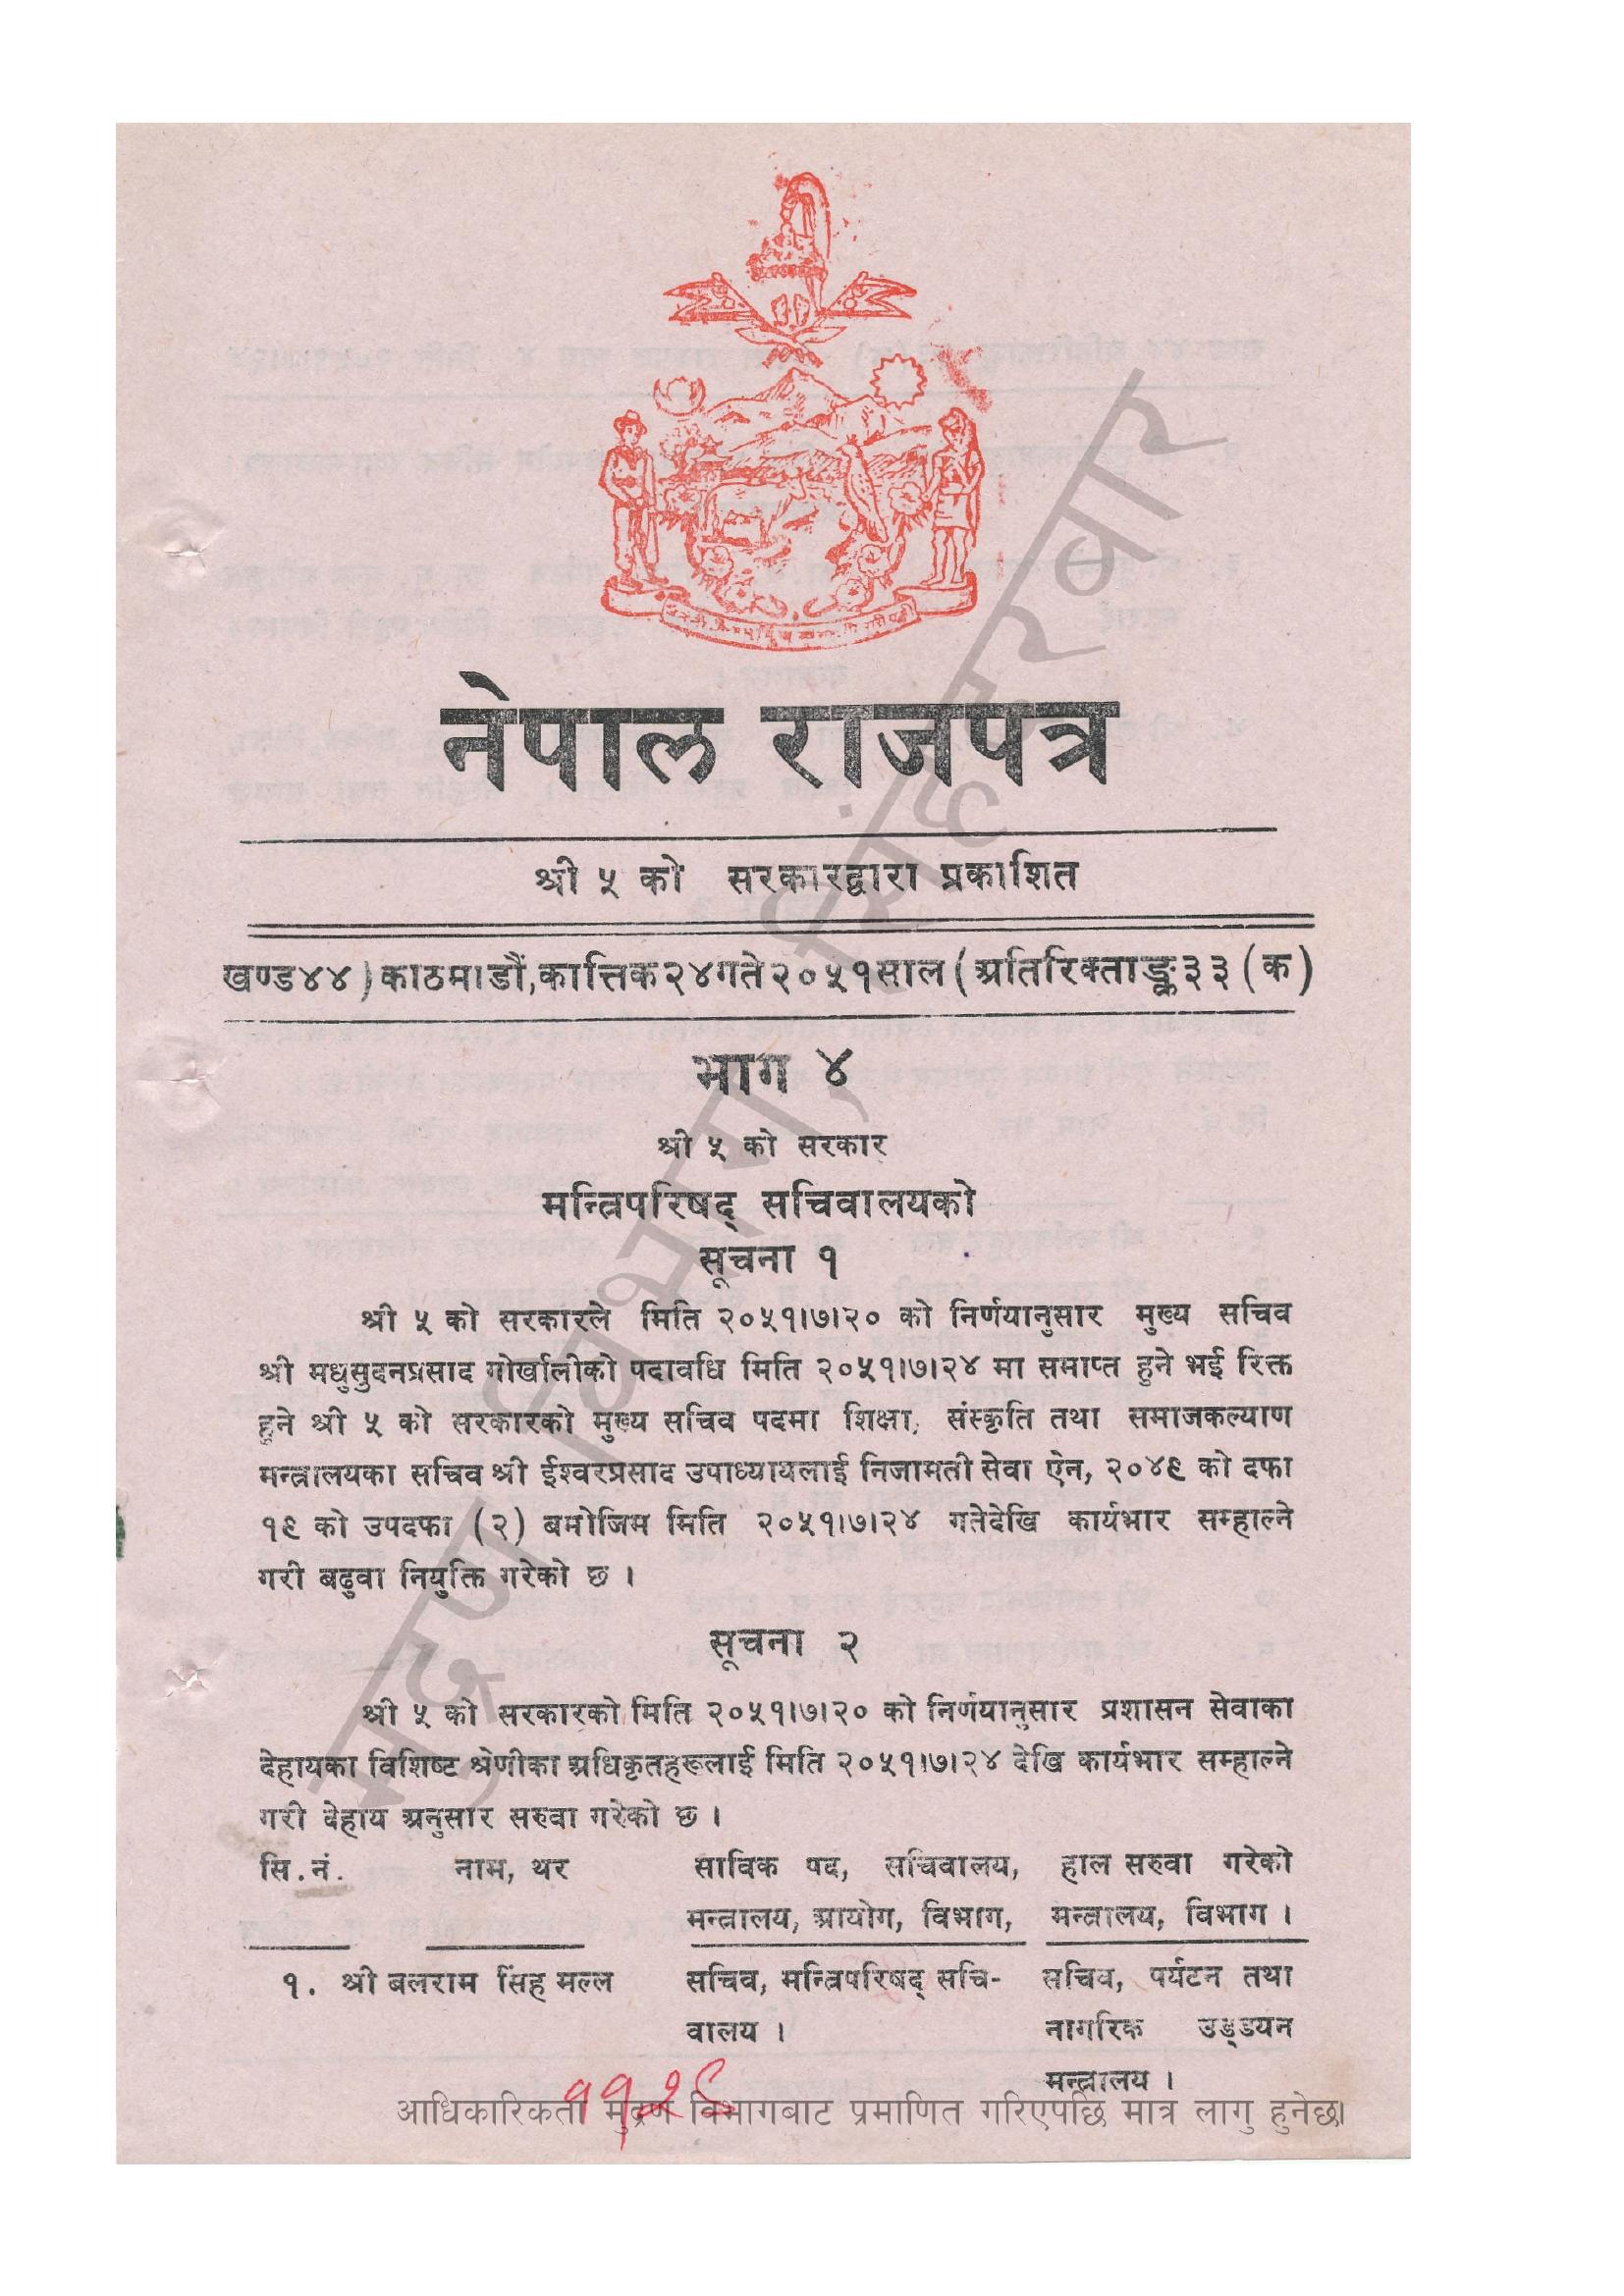 नेपाल राजपत्र
श्री ५ को सरकारद्वारा प्रकाशित
खण्ड ४४) काठमाडौं, कात्तिक २४ गते २०५१ साल (अतिरिक्ताङ्क ३३ (क)
भाग ४
श्री ५ को सरकार
मन्त्रिपरिषद् सचिवालयको
सूचना १
श्री ५ को सरकारले मिति २०५१।७।२० को निर्णयानुसार मुख्य सचिव
श्री मधुसुदनप्रसाद गोर्खालीको पदावधि मिति २०५१।७।२४ मा समाप्त हुने भई रिक्त
हुने श्री ५ को सरकारको मुख्य सचिव पदमा शिक्षा, संस्कृति तथा समाजकल्याण
मन्त्रालयका सचिव श्री ईश्वरप्रसाद उपाध्यायलाई निजामती सेवा ऐन, २०४९ को दफा
१९ को उपदफा (२) बमोजिम मिति २०५१।७।२४ गतेदेखि कार्यभार सम्हाल्ने
गरी बढुवा नियुक्ति गरेको छ ।
सूचना २
श्री ५ को सरकारको मिति २०५१।७।२० को निर्णयानुसार प्रशासन सेवाका
देहायका विशिष्ट श्रेणीका अधिकृतहरूलाई मिति २०५१।७।२४ देखि कार्यभार सम्हाल्ने
गरी देहाय अनुसार सरुवा गरेको छ ।
सि.नं. नाम, थर साविक पद, सचिवालय, हाल सरुवा गरेको
मन्त्रालय, आयोग, विभाग, मन्त्रालय, विभाग ।
१. श्री बलराम सिंह मल्ल सचिव, मन्त्रिपरिषद् सचि- सचिव, पर्यटन तथा
वालय । नागरिक उड्डयन
मन्त्रालय ।
आधिकारिकता मुद्रण विभागबाट प्रमाणित गरिएपछि मात्र लागु हुनेछ।
मुद्रण विभाग, सिंहदरवार